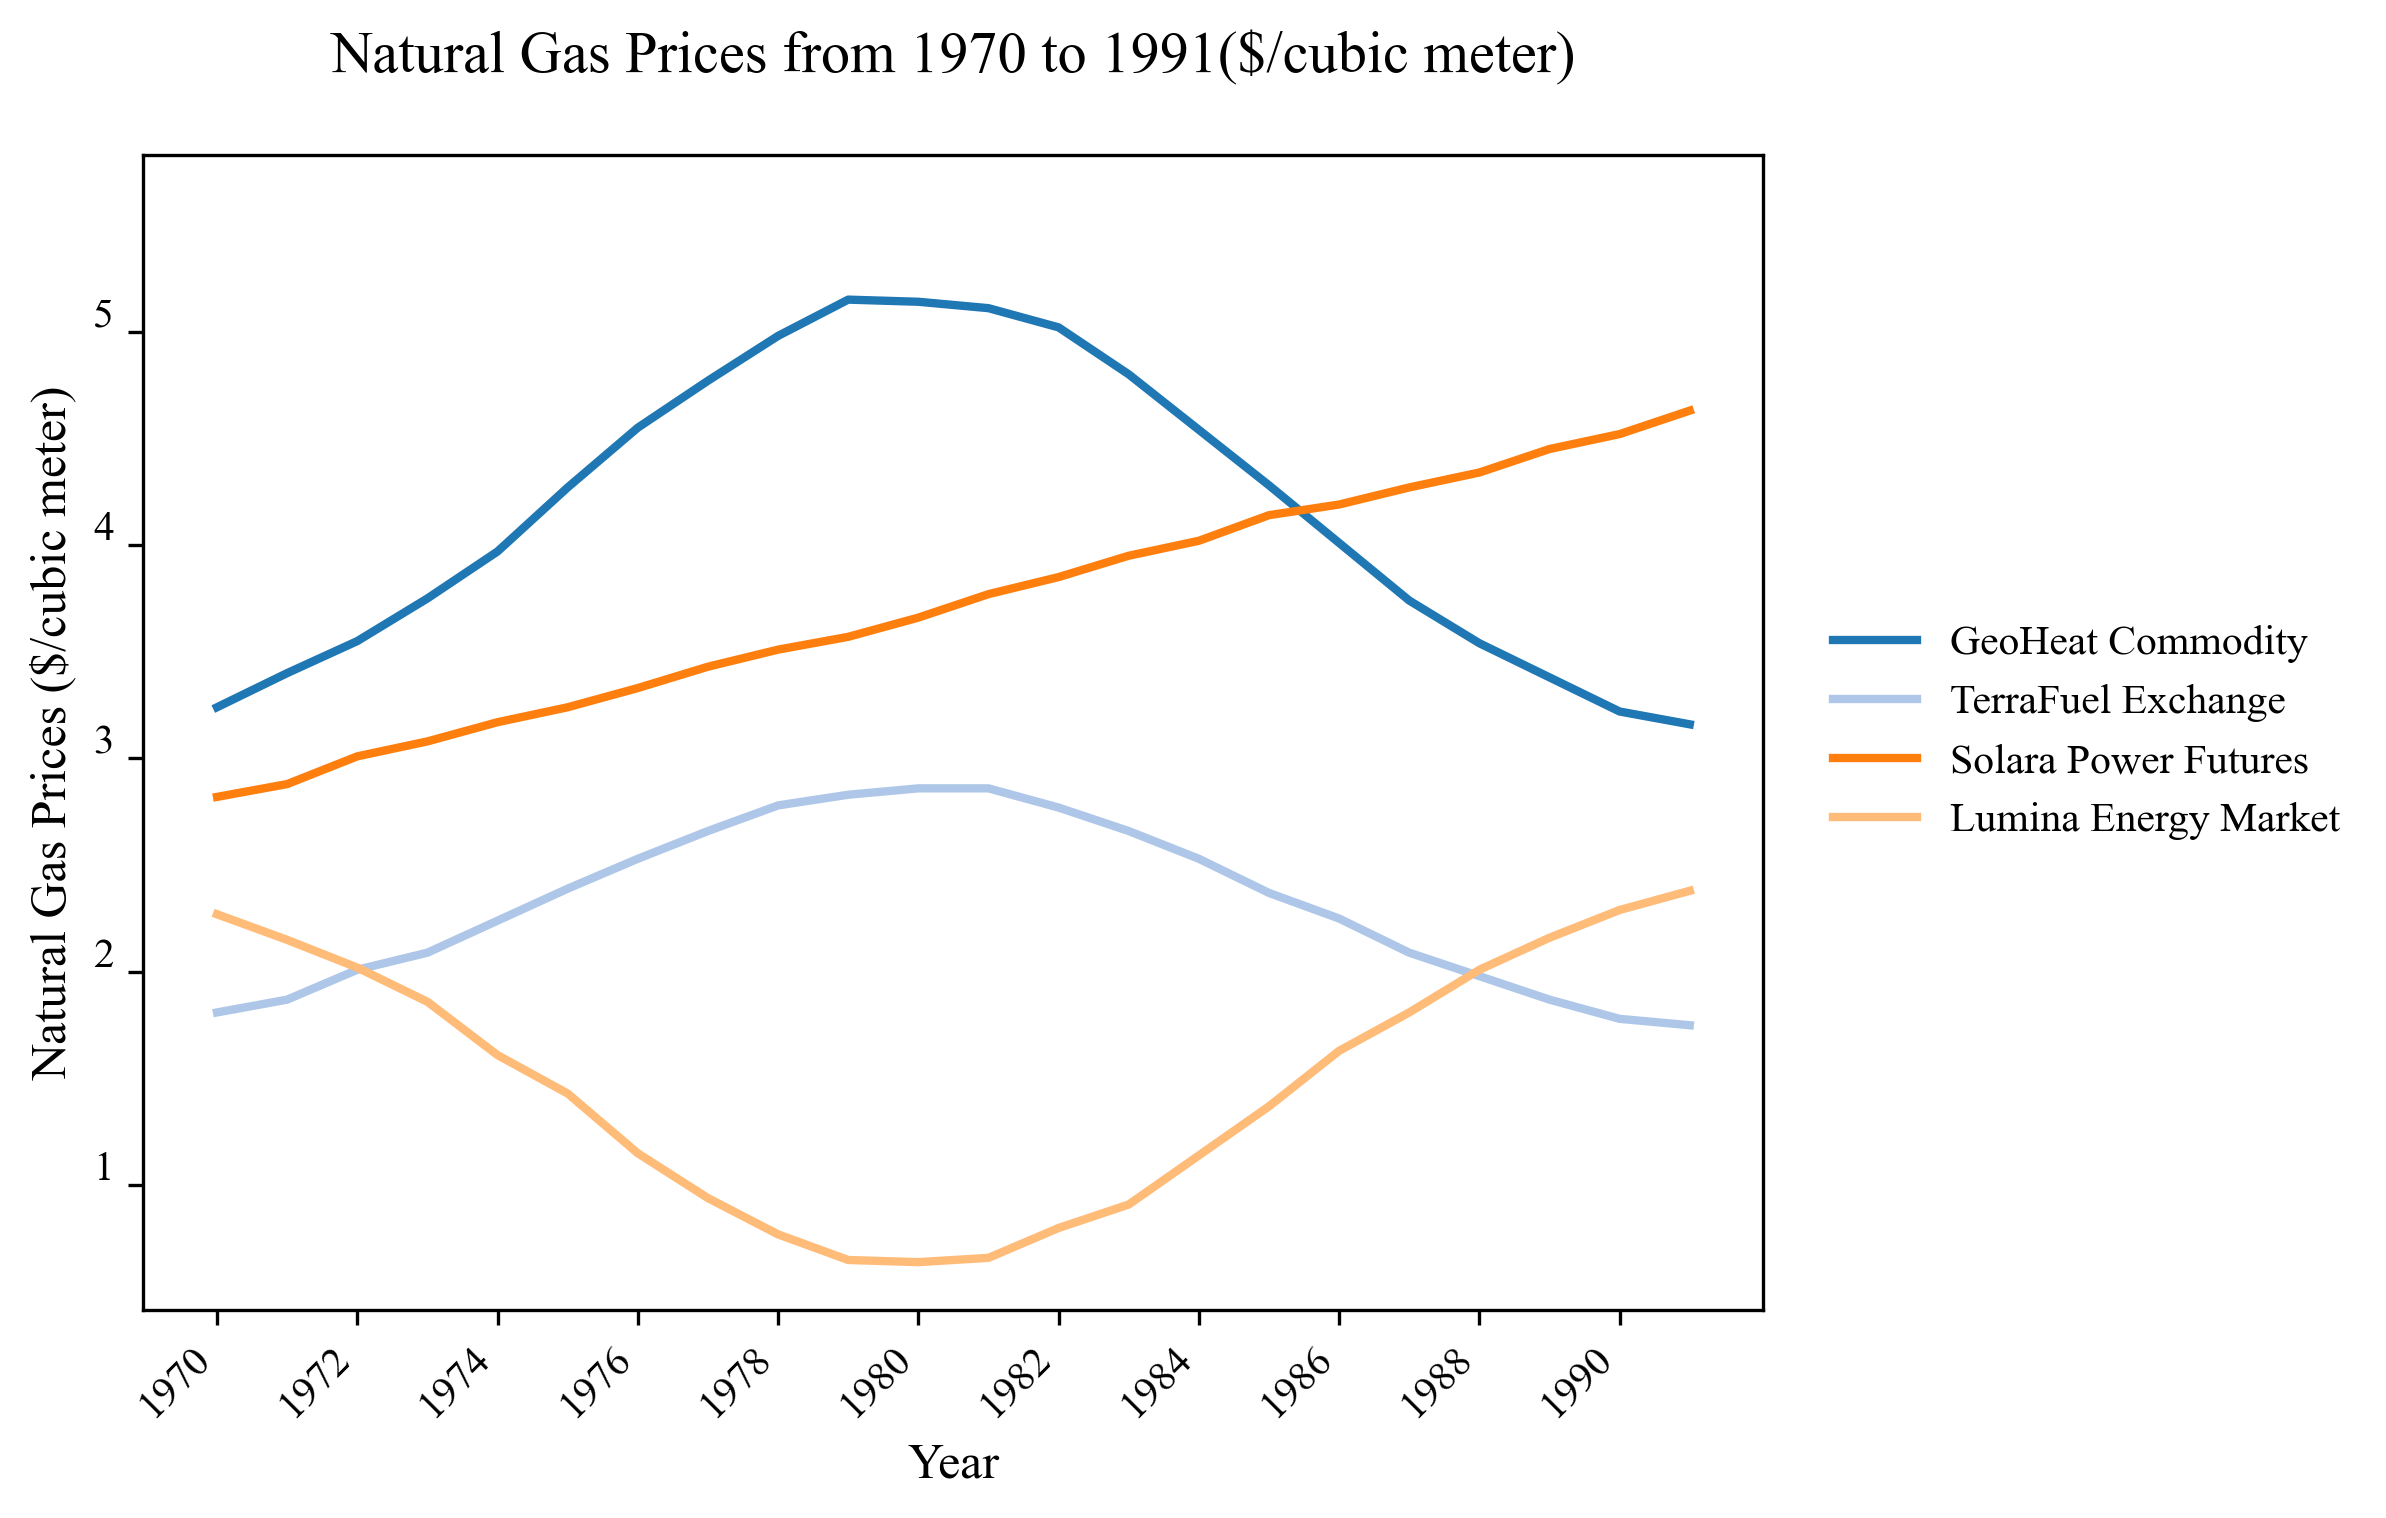 Natural Gas Prices from 1970 to 1991($/cubic meter)
Natural Gas Prices ($/cubic meter)
5
4
3
2
1
1970
1972
1974
1976
1978
1980
1982
1984
1986
1988
1990
Year
GeoHeat Commodity
TerraFuel Exchange
Solara Power Futures
Lumina Energy Market